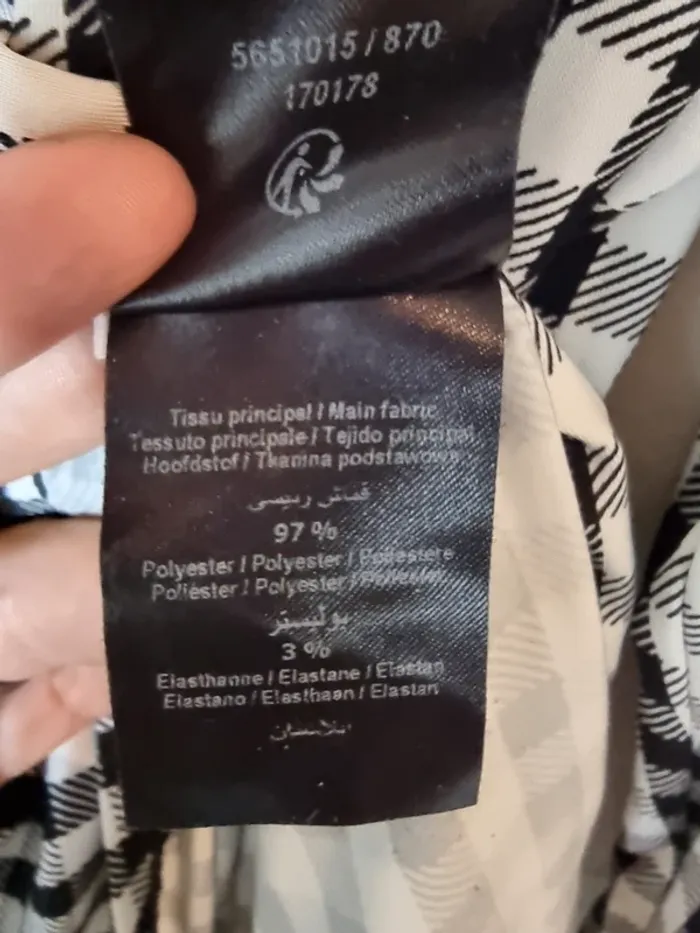 5651015 / 870
170178
Tissu principal / Main fabric
Tessuto principale / Tejido principal
Hoofdstof / Tkanina podstawowa
قماش رئيسي
97 %
Polyester / Polyester / Poliestere
Poliéster / Polyester / Poliester
بوليستر
3 %
Elasthanne / Elastane / Elastan
Elastano / Elasthaan / Elastan